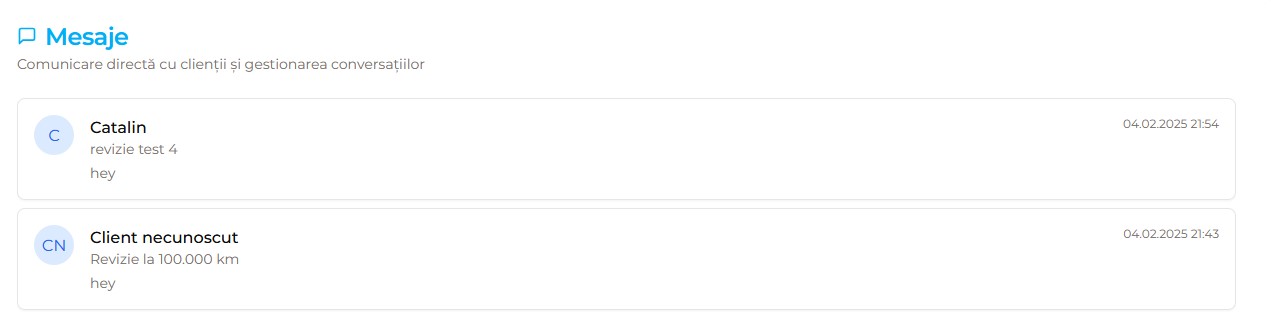 Mesaje
Comunicare directă cu clienții și gestionarea conversațiilor
C
Catalin
04.02.2025 21:54
revizie test 4
hey
CN
Client necunoscut
04.02.2025 21:43
Revizie la 100.000 km
hey